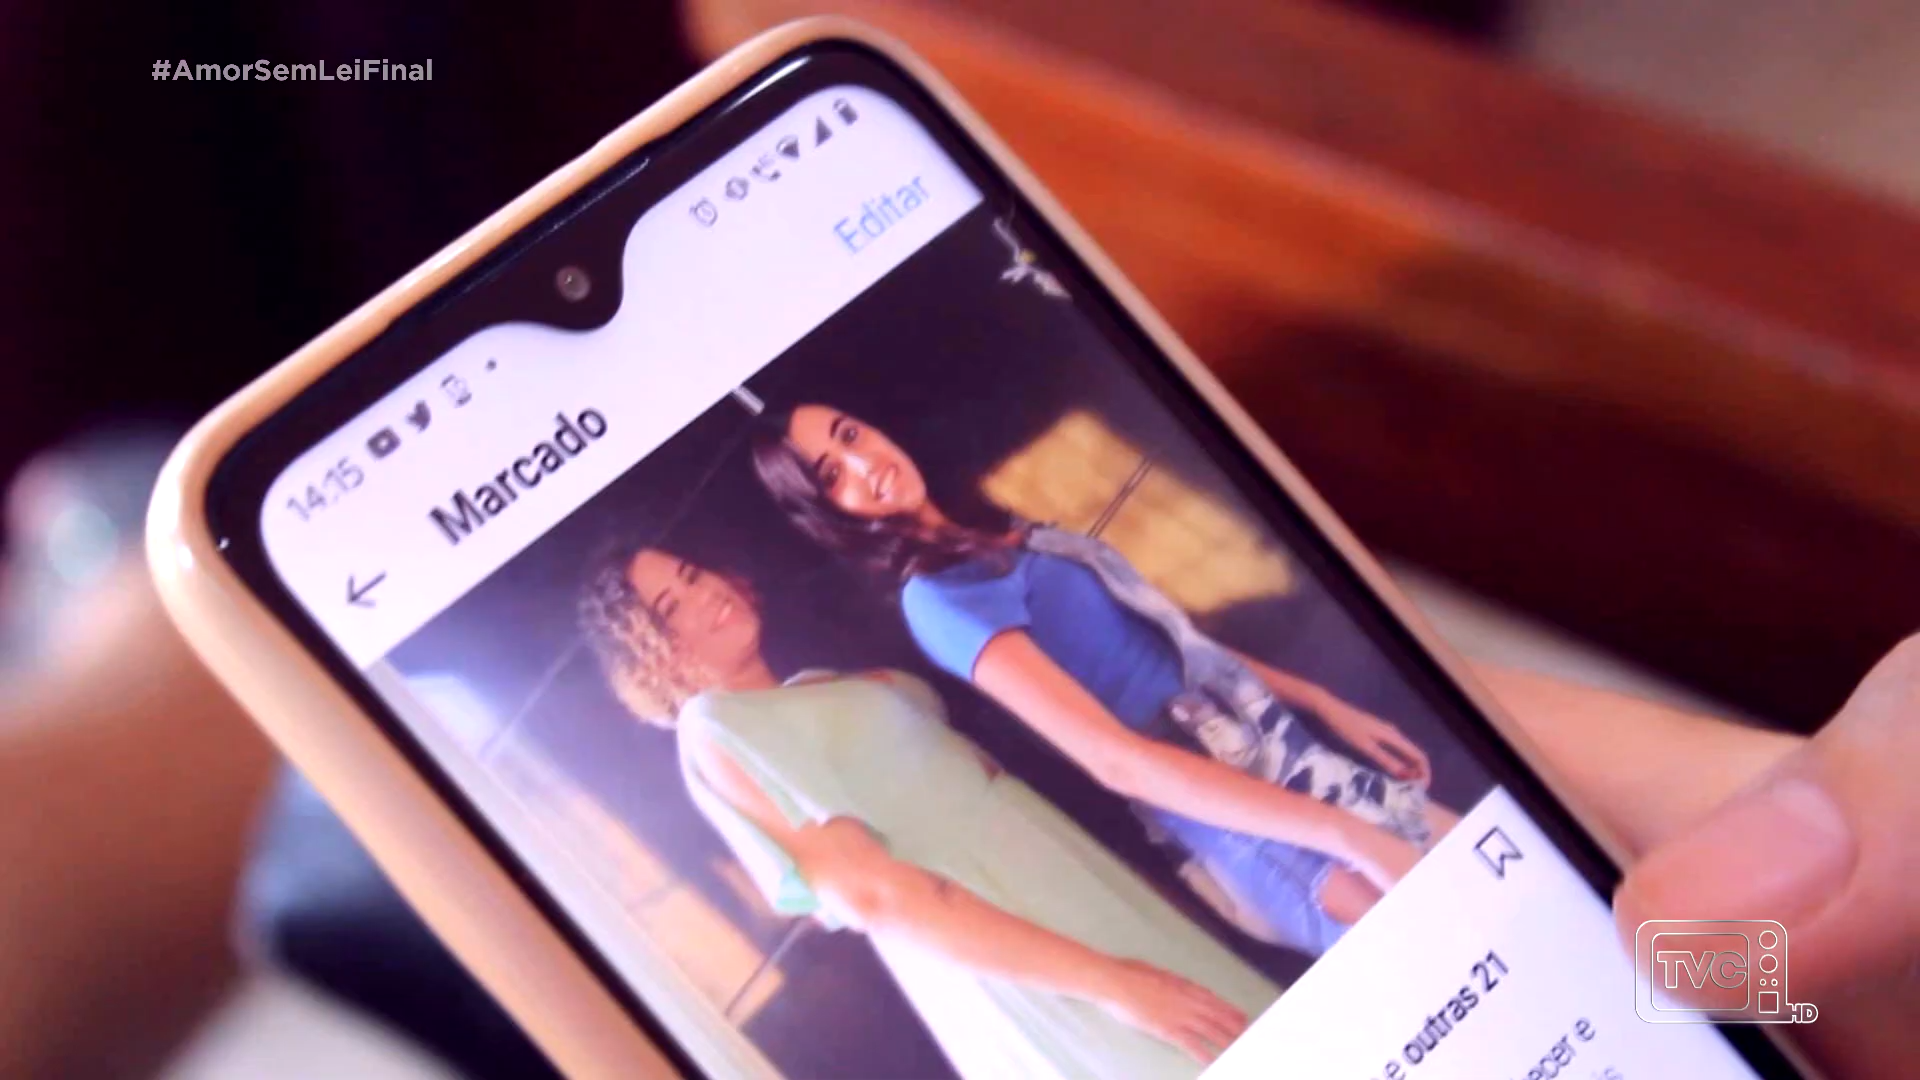 #AmorSemLeiFinal
14:15
Editar
Marcado
e outras 21
TVC
HD